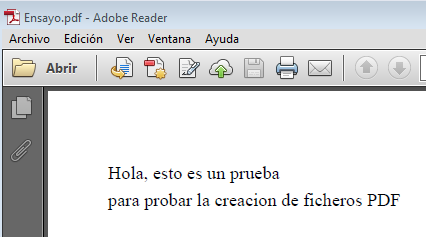 Ensayo.pdf - Adobe Reader
Archivo Edición Ver Ventana Ayuda
Abrir
Hola, esto es un prueba
para probar la creacion de ficheros PDF